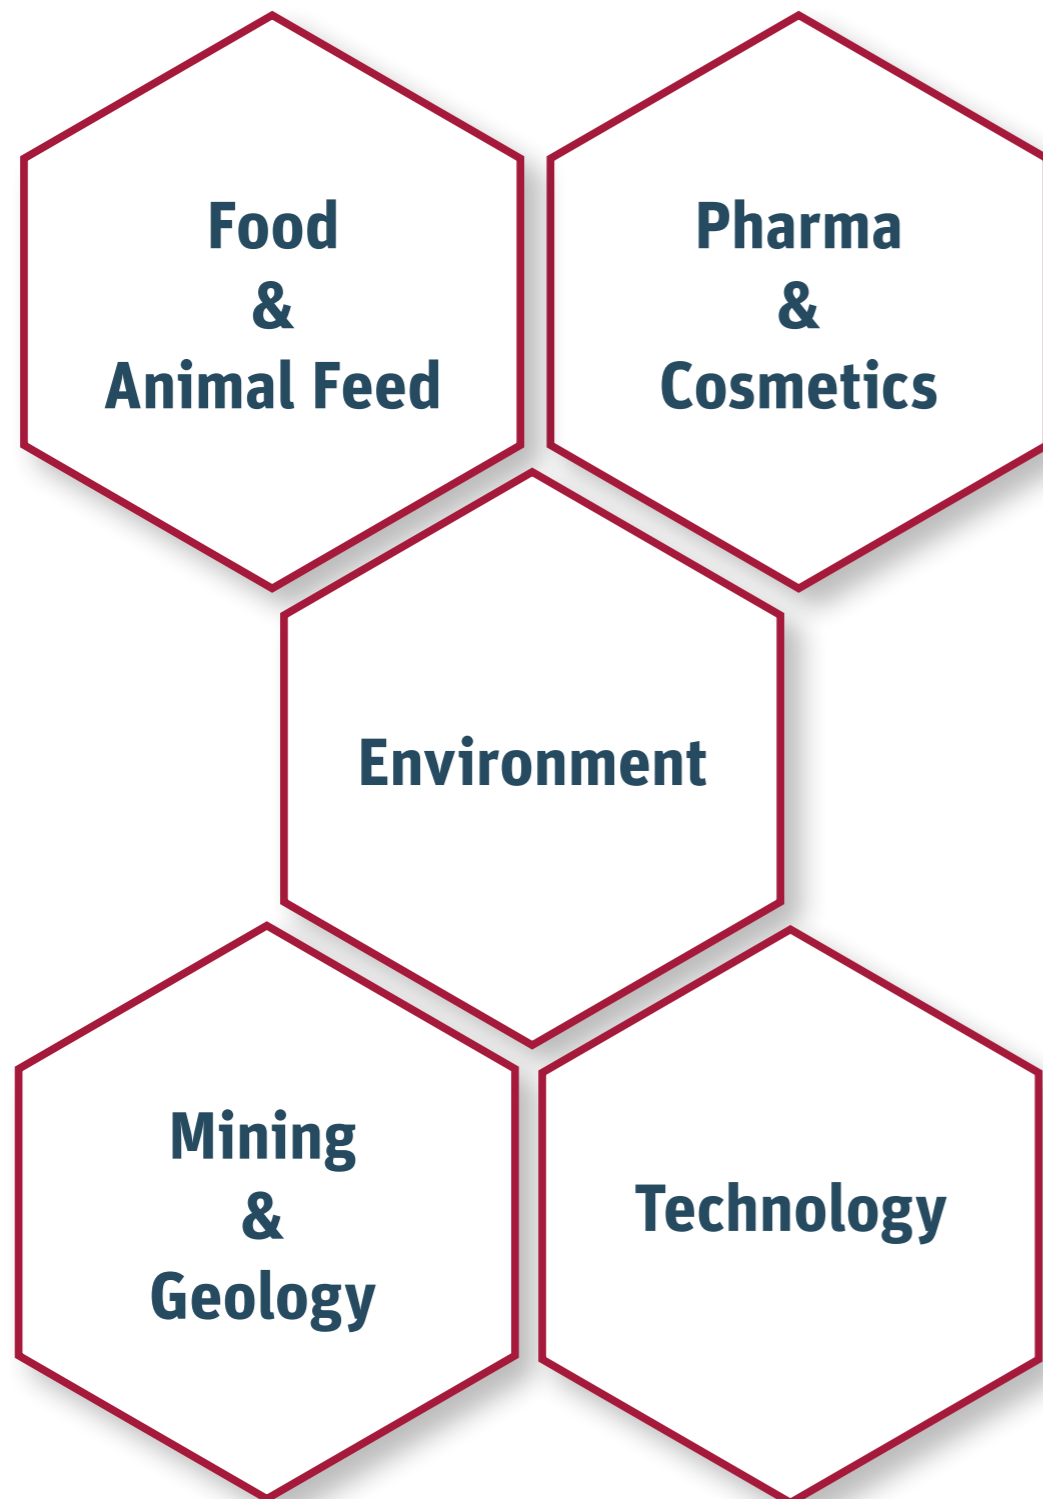 Food
&
Animal Feed
Pharma
&
Cosmetics
Environment
Mining
&
Geology
Technology